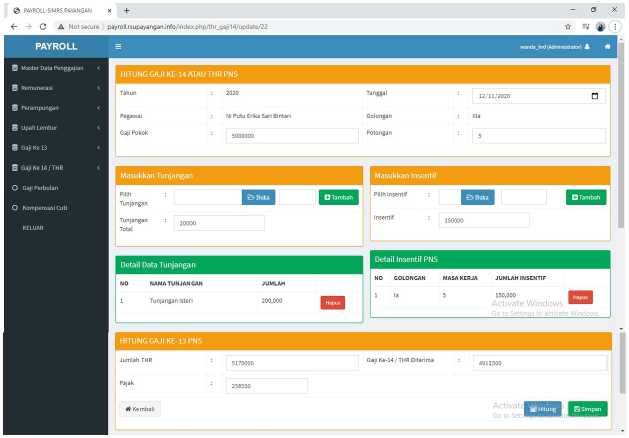 PAYROLL-SIMRS PAYANGAN
Not secure | payroll.rsupayangan.info/index.php/thr_gaji14/update/22
PAYROLL
wanda_hrd (Administrator)
Master Data Penggajian
Remunerasi
Perampungan
Upah Lembur
Gaji Ke 13
Gaji Ke 14 / THR
Gaji Perbulan
Kompensasi Cuti
KELUAR
HITUNG GAJI KE-14 ATAU THR PNS
Tahun : 2020 Tanggal : 12/11/2020
Pegawai : Ni Putu Erika Sari Bintari Golongan : IIa
Gaji Pokok : 5000000 Potongan : 5
Masukkan Tunjangan
Pilih Tunjangan : Buka Tambah
Tunjangan Total : 20000
Masukkan Insentif
Pilih Insentif : Buka Tambah
Insentif : 150000
Detail Data Tunjangan
NO NAMA TUNJANGAN JUMLAH
1 Tunjangan Isteri 200,000 Hapus
Detail Insentif PNS
NO GOLONGAN MASA KERJA JUMLAH INSENTIF
1 Ia 5 150,000 Hapus
Activate Windows
Go to Settings to activate Windows.
HITUNG GAJI KE-13 PNS
Jumlah THR : 5170000 Gaji Ke-14 / THR Diterima : 4911500
Pajak : 258500
Kembali Hitung Simpan